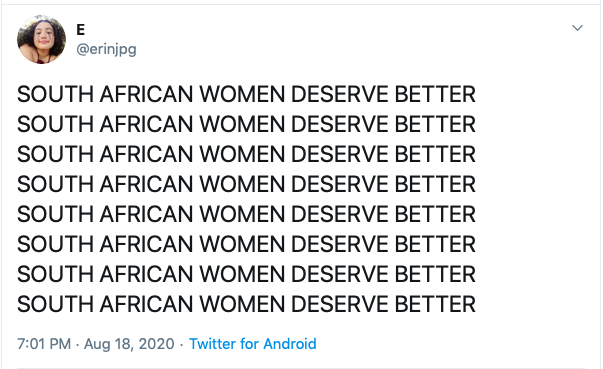 E
@erinjpg
SOUTH AFRICAN WOMEN DESERVE BETTER
SOUTH AFRICAN WOMEN DESERVE BETTER
SOUTH AFRICAN WOMEN DESERVE BETTER
SOUTH AFRICAN WOMEN DESERVE BETTER
SOUTH AFRICAN WOMEN DESERVE BETTER
SOUTH AFRICAN WOMEN DESERVE BETTER
SOUTH AFRICAN WOMEN DESERVE BETTER
SOUTH AFRICAN WOMEN DESERVE BETTER
7:01 PM · Aug 18, 2020 · Twitter for Android